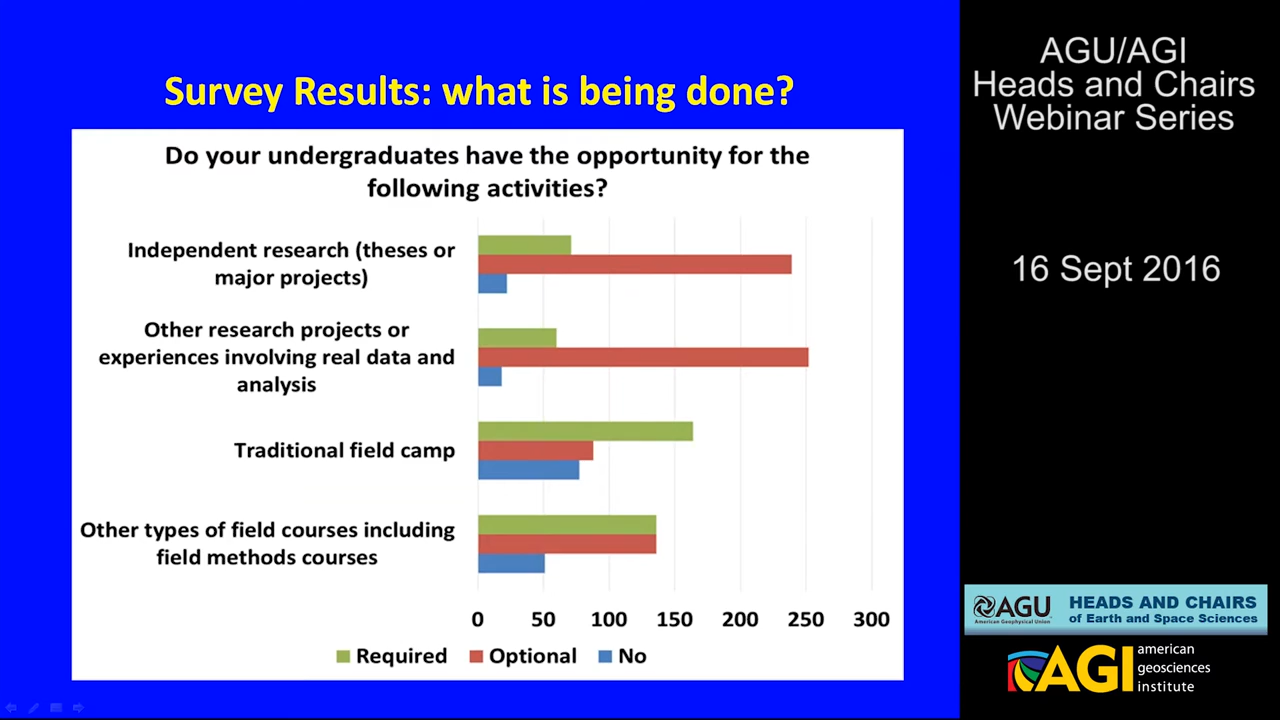 Survey Results: what is being done?
Do your undergraduates have the opportunity for the
following activities?
Independent research (theses or
major projects)
Other research projects or
experiences involving real data and
analysis
Traditional field camp
Other types of field courses including
field methods courses
0 50 100 150 200 250 300
Required Optional No
AGU/AGI
Heads and Chairs
Webinar Series
16 Sept 2016
AGU
American Geophysical Union
HEADS AND CHAIRS
of Earth and Space Sciences
AGI
american
geosciences
institute